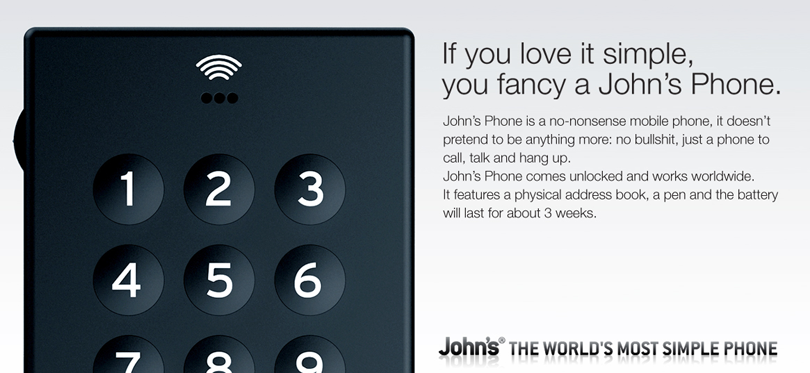 If you love it simple,
you fancy a John's Phone.
John's Phone is a no-nonsense mobile phone, it doesn't
pretend to be anything more: no bullshit, just a phone to
call, talk and hang up.
John's Phone comes unlocked and works worldwide.
It features a physical address book, a pen and the battery
will last for about 3 weeks.
1 2 3
4 5 6
7 8 9
John's® THE WORLD'S MOST SIMPLE PHONE